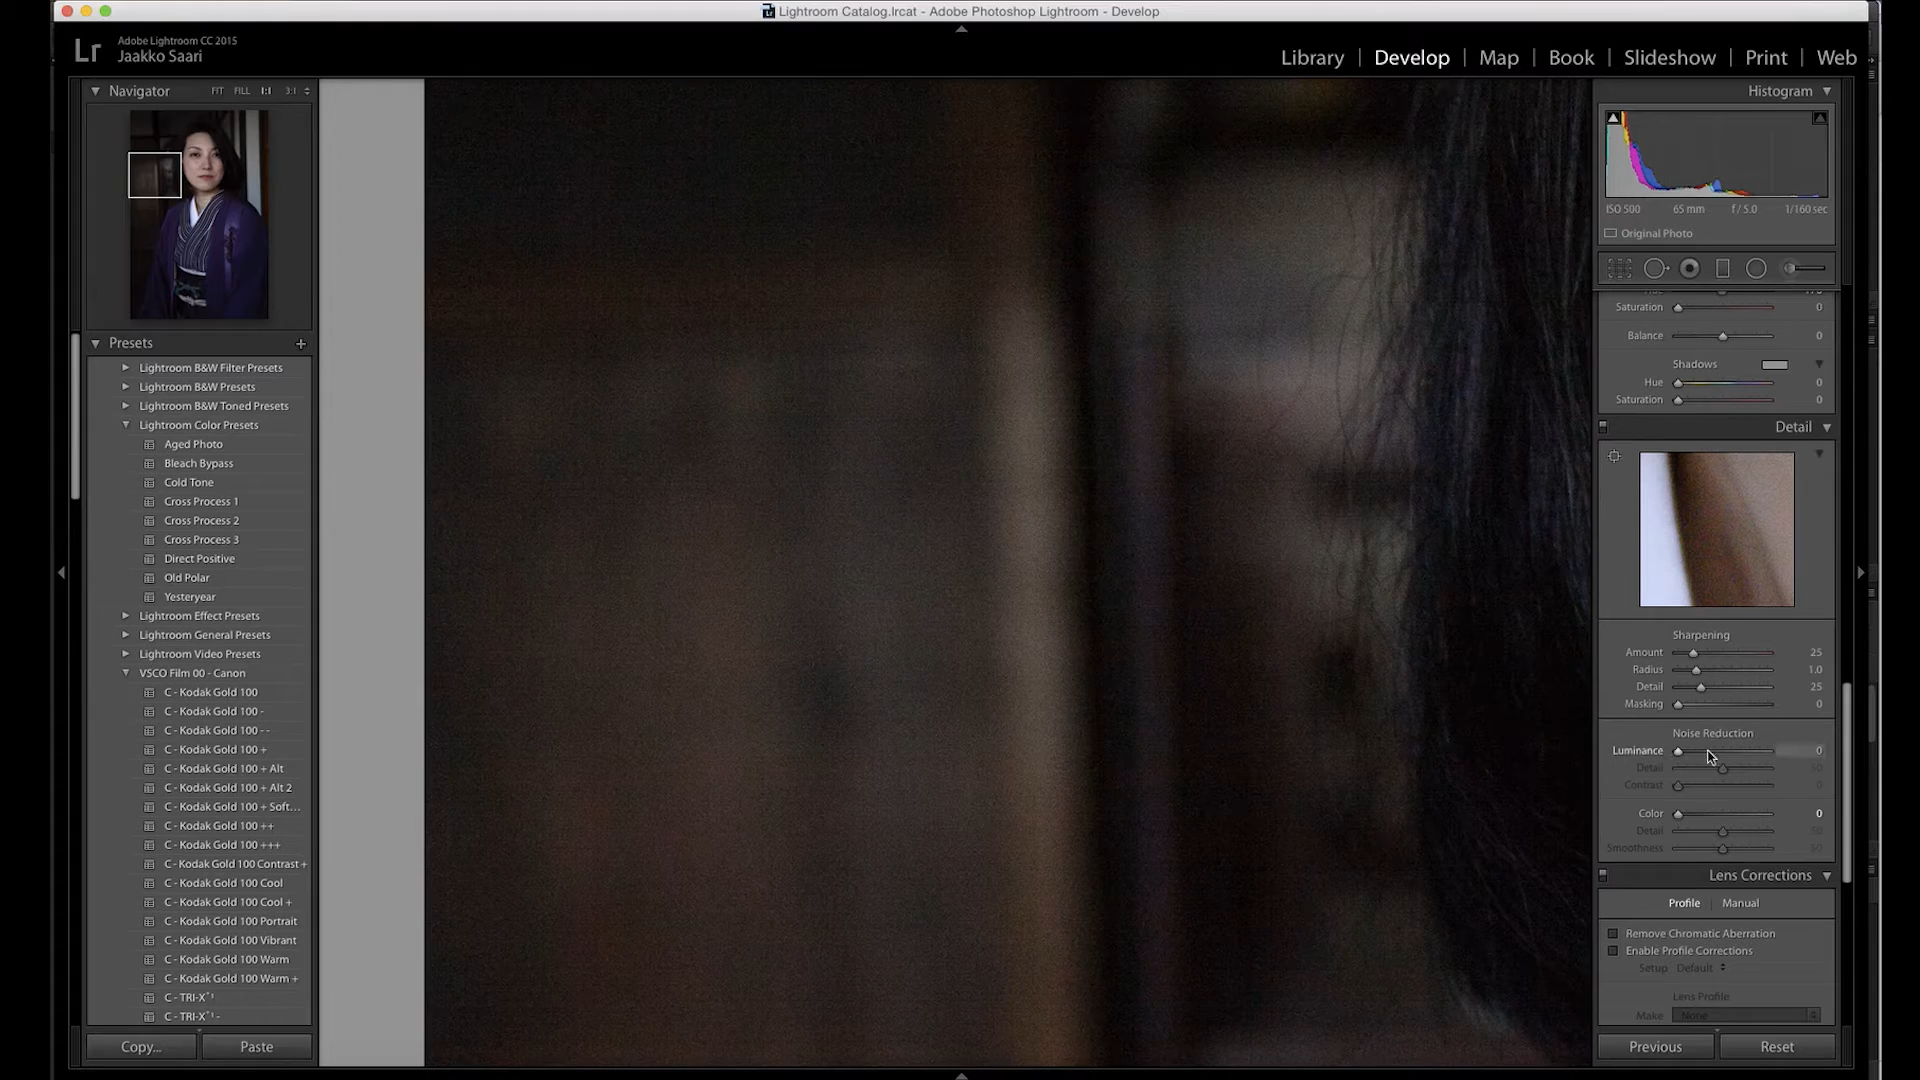 Lightroom Catalog.lrcat - Adobe Photoshop Lightroom - Develop
Lr
Adobe Lightroom CC 2015
Jaakko Saari
Library | Develop | Map | Book | Slideshow | Print | Web
Navigator
FIT FILL 1:1 3:1
Presets +
Lightroom B&W Filter Presets
Lightroom B&W Presets
Lightroom B&W Toned Presets
Lightroom Color Presets
Aged Photo
Bleach Bypass
Cold Tone
Cross Process 1
Cross Process 2
Cross Process 3
Direct Positive
Old Polar
Yesteryear
Lightroom Effect Presets
Lightroom General Presets
Lightroom Video Presets
VSCO Film 00 - Canon
C - Kodak Gold 100
C - Kodak Gold 100 -
C - Kodak Gold 100 - -
C - Kodak Gold 100 +
C - Kodak Gold 100 + Alt
C - Kodak Gold 100 + Alt 2
C - Kodak Gold 100 + Soft...
C - Kodak Gold 100 ++
C - Kodak Gold 100 +++
C - Kodak Gold 100 Contrast +
C - Kodak Gold 100 Cool
C - Kodak Gold 100 Cool +
C - Kodak Gold 100 Portrait
C - Kodak Gold 100 Vibrant
C - Kodak Gold 100 Warm
C - Kodak Gold 100 Warm +
C - TRI-X
C - TRI-X
Copy... Paste
Histogram
ISO 500 65 mm f / 5.0 1/160 sec
Original Photo
Saturation 0
Balance 0
Shadows
Hue 0
Saturation 0
Detail
Sharpening
Amount 25
Radius 1.0
Detail 25
Masking 0
Noise Reduction
Luminance 0
Detail 50
Contrast 0
Color 0
Detail 50
Smoothness 50
Lens Corrections
Profile | Manual
Remove Chromatic Aberration
Enable Profile Corrections
Setup Default
Lens Profile
Make None
Previous Reset